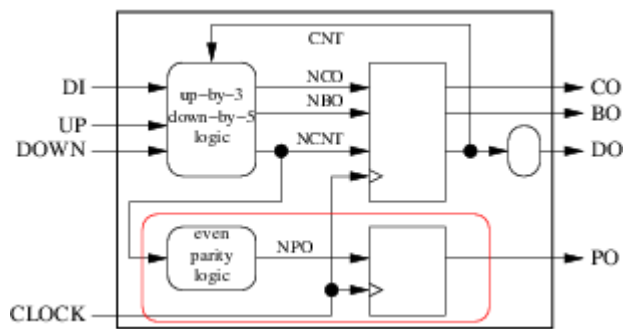 CNT
DI
NCO
CO
up-by-3
NBO
BO
UP
down-by-5
logic
DOWN
NCNT
DO
even
parity
logic
NPO
PO
CLOCK